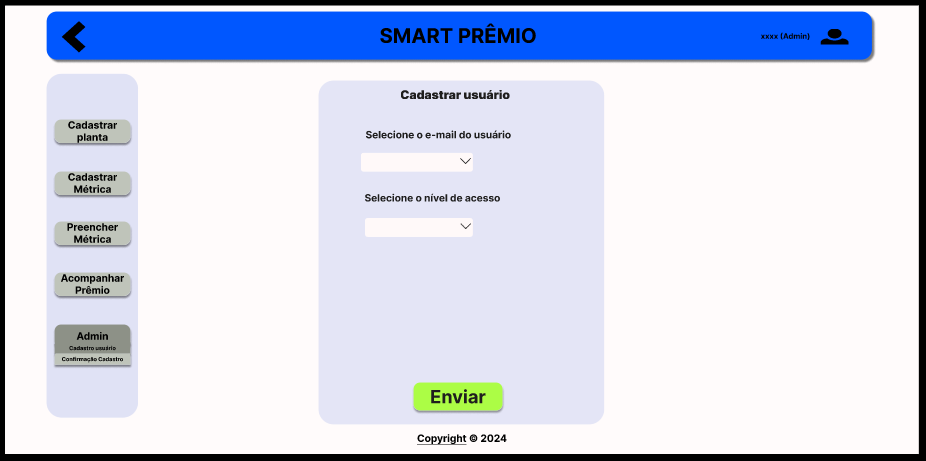 SMART PRÊMIO
xxxx (Admin)
Cadastrar
planta
Cadastrar
Métrica
Preencher
Métrica
Acompanhar
Prêmio
Admin
Cadastro usuário
Confirmação Cadastro
Cadastrar usuário
Selecione o e-mail do usuário
Selecione o nível de acesso
Enviar
Copyright © 2024